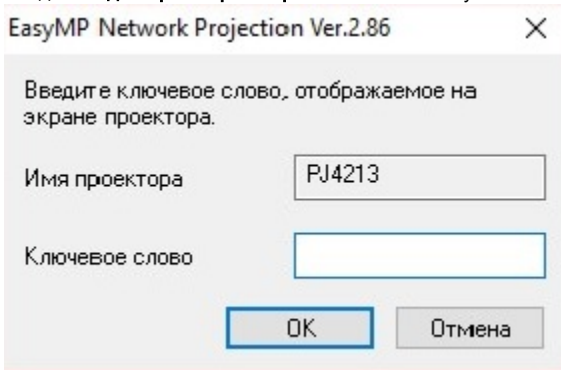 EasyMP Network Projection Ver.2.86
Введите ключевое слово, отображаемое на
экране проектора.
Имя проектора
PJ4213
Ключевое слово
OK
Отмена